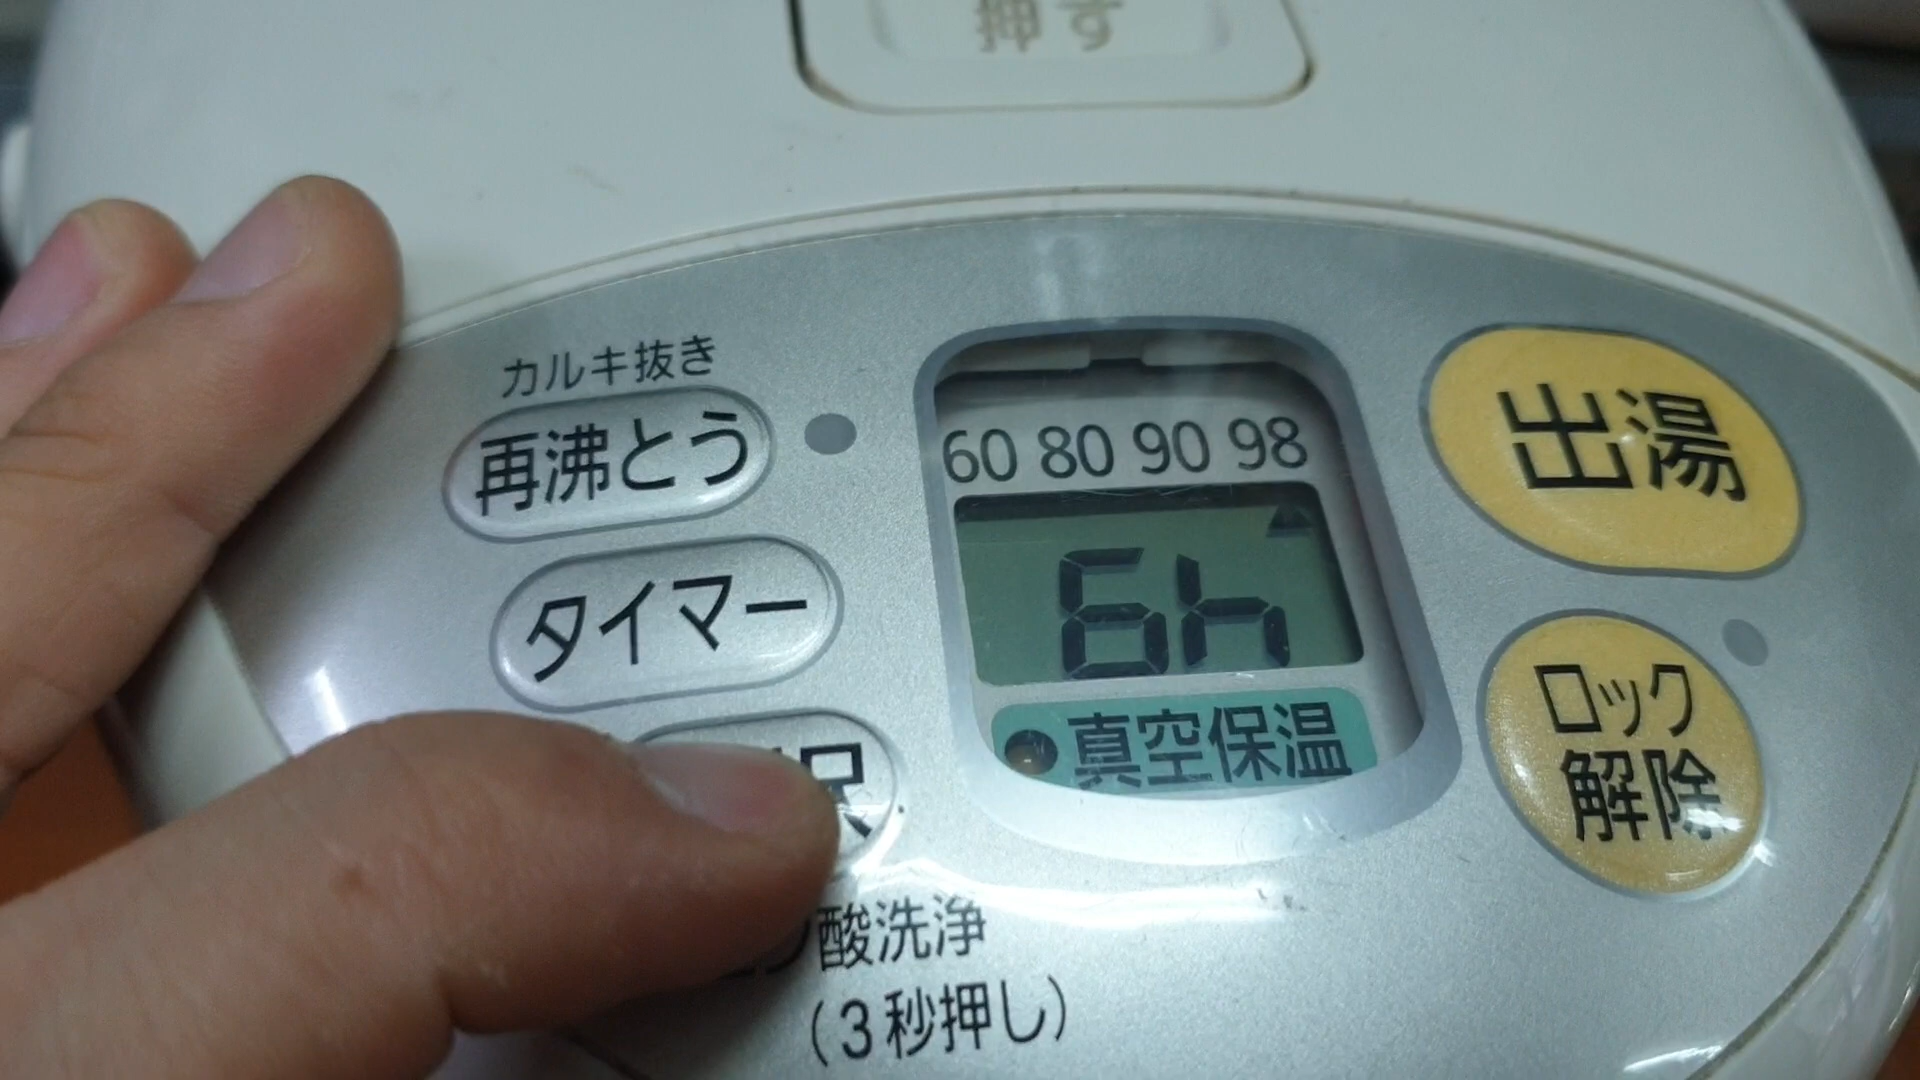 押す
カルキ抜き
再沸とう
タイマー
60 80 90 98
6h
真空保温
出湯
ロック
解除
酸洗浄
(3秒押し)